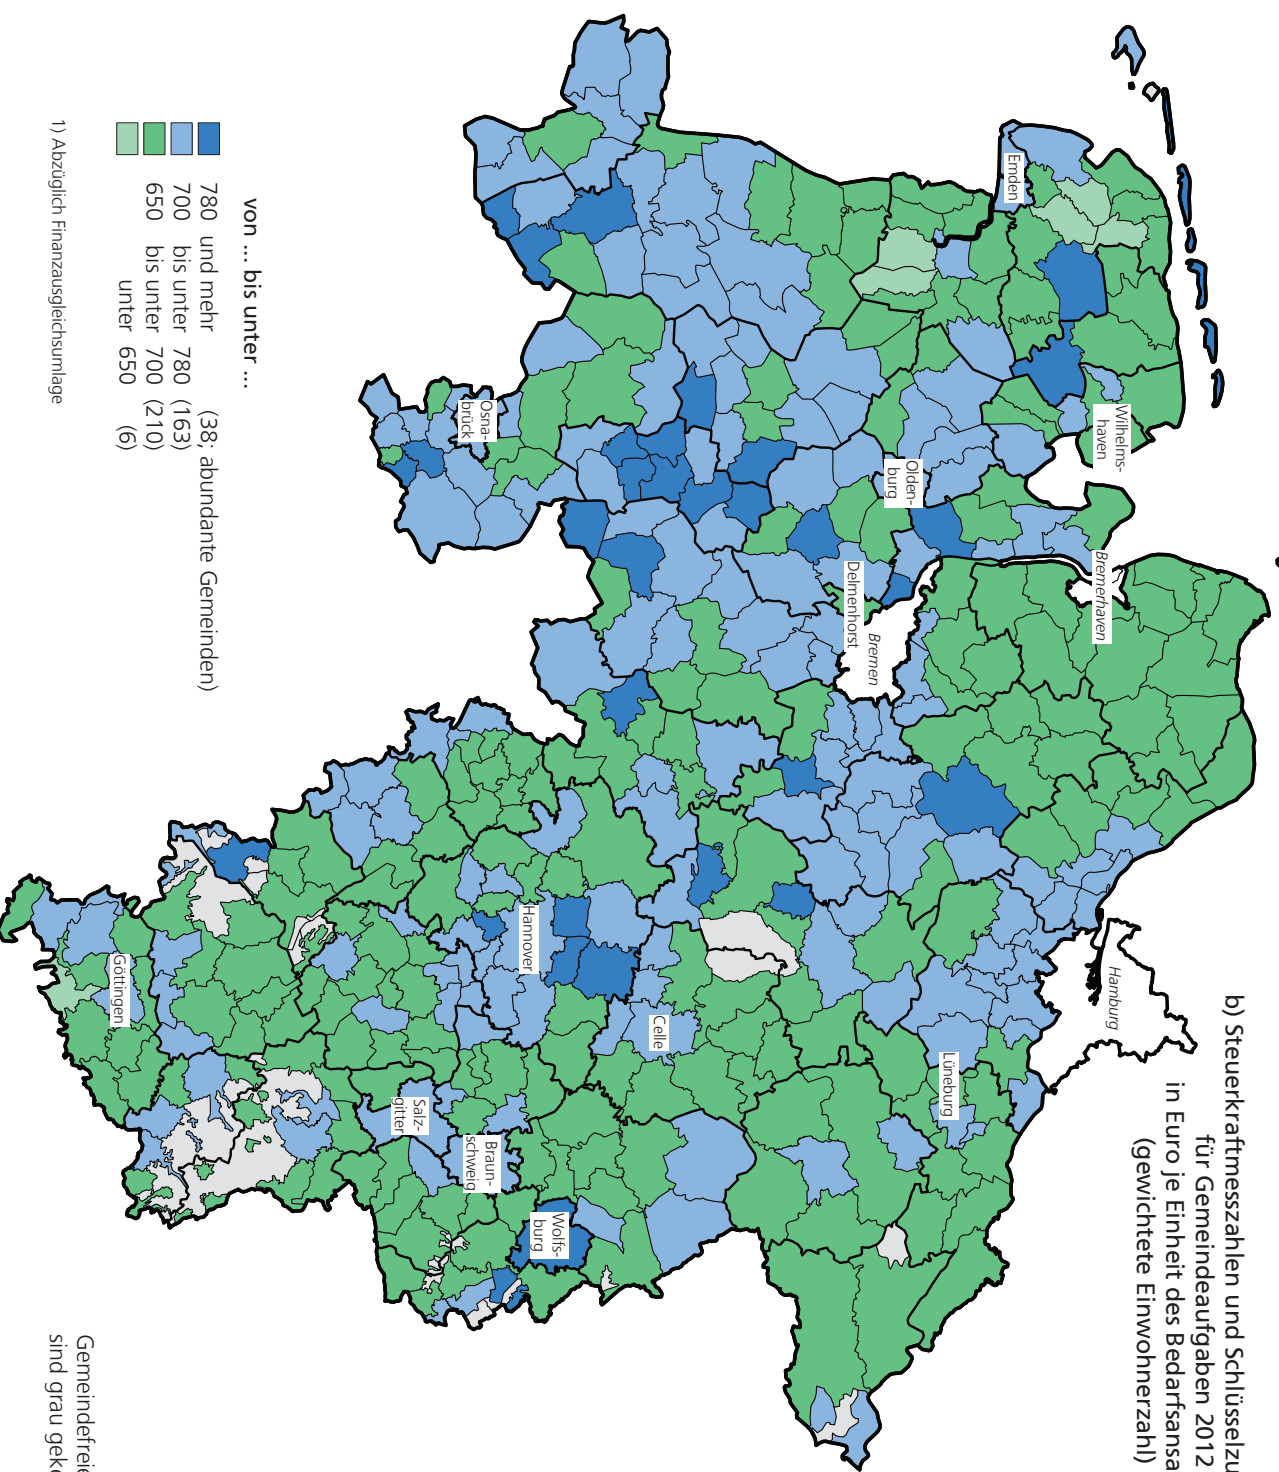 b) Steuerkraftmesszahlen und Schlüsselzu
für Gemeindeaufgaben 2012
in Euro je Einheit des Bedarfsansa
(gewichtete Einwohnerzahl)
Emden
Wilhelms-
haven
Bremerhaven
Olden-
burg
Delmenhorst
Bremen
Hamburg
Lüneburg
Osna-
brück
Celle
Hannover
Wolfs-
burg
Braun-
schweig
Salz-
gitter
Göttingen
von ... bis unter ...
780 und mehr (38; abundante Gemeinden)
700 bis unter 780 (163)
650 bis unter 700 (210)
unter 650 (6)
1) Abzüglich Finanzausgleichsumlage
Gemeindefreie
sind grau geke